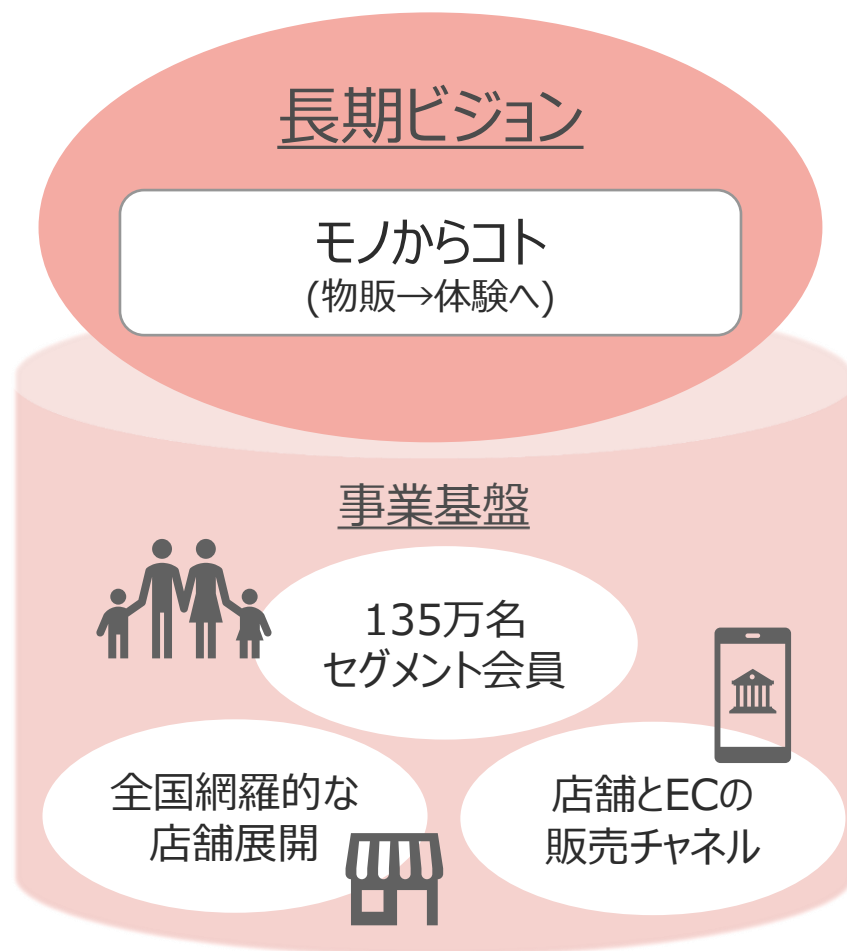 長期ビジョン
モノからコト
(物販→体験へ)
事業基盤
135万名
セグメント会員
全国網羅的な
店舗展開
店舗とECの
販売チャネル